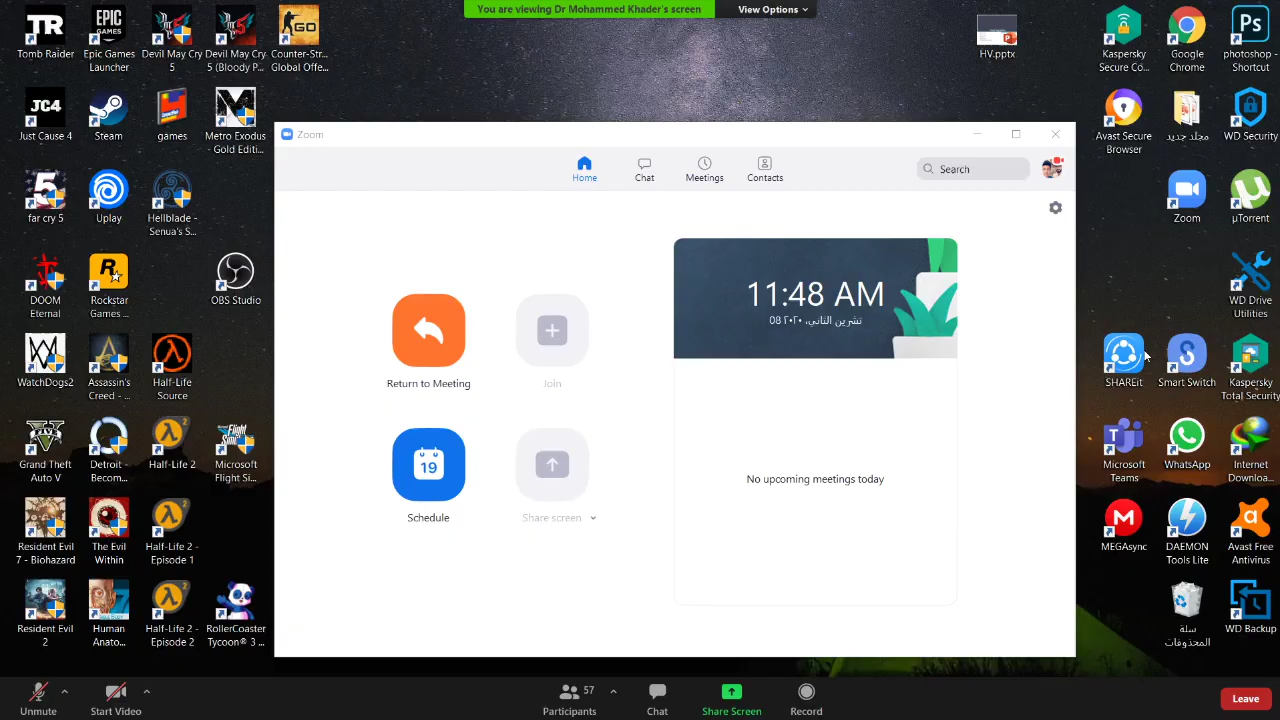 You are viewing Dr Mohammed Khader's screen
View Options
Tomb Raider
EPIC GAMES
Epic Games Launcher
Devil May Cry 5
Devil May Cry 5 (Bloody P...
GO
Counter-Str... Global Offe...
HV.pptx
Kaspersky Secure Co...
Google Chrome
Ps
photoshop Shortcut
JC4
Just Cause 4
Steam
games
Metro Exodus - Gold Editi...
Avast Secure Browser
مجلد جديد
WD Security
far cry 5
Uplay
Hellblade - Senua's S...
Zoom
µTorrent
DOOM Eternal
Rockstar Games ...
OBS Studio
WD Drive Utilities
WatchDogs2
Assassin's Creed - ...
Half-Life Source
SHAREit
Smart Switch
Kaspersky Total Security
Grand Theft Auto V
Detroit - Becom...
Half-Life 2
Microsoft Flight Si...
Microsoft Teams
WhatsApp
Internet Downloa...
Resident Evil 7 - Biohazard
The Evil Within
Half-Life 2 - Episode 1
MEGAsync
DAEMON Tools Lite
Avast Free Antivirus
Resident Evil 2
Human Anato...
Half-Life 2 - Episode 2
RollerCoaster Tycoon® 3 ...
سلة المحذوفات
WD Backup
Zoom
Home
Chat
Meetings
Contacts
Search
Return to Meeting
Join
19
Schedule
Share screen
11:48 AM
08 تشرين الثاني، ٢٠٢٠
No upcoming meetings today
Unmute
Start Video
57
Participants
Chat
Share Screen
Record
Leave